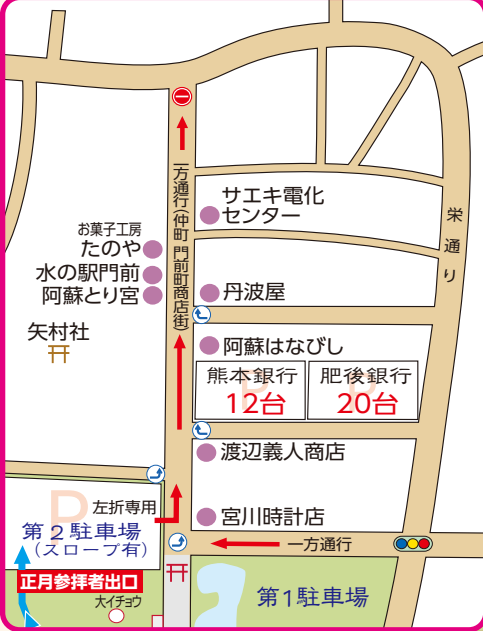 サエキ電化
センター
栄通り
一方通行(仲町 門前町商店街)
お菓子工房
たのや
水の駅門前
阿蘇とり宮
丹波屋
矢村社
阿蘇はなびし
P
熊本銀行
12台
P
肥後銀行
20台
渡辺義人商店
P
左折専用
第2駐車場
(スロープ有)
宮川時計店
一方通行
正月参拝者出口
大イチョウ
第1駐車場